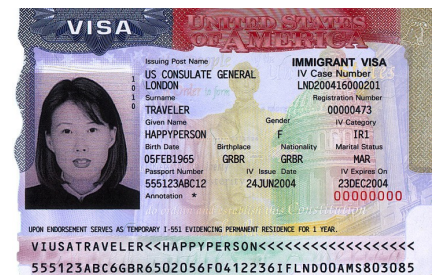 VISA
UNITED STATES
OF AMERICA
Issuing Post Name
IMMIGRANT VISA
US CONSULATE GENERAL
LONDON
IV Case Number
LND200416000201
Surname
Registration Number
TRAVELER
00000473
Given Name
Gender
IV Category
HAPPYPERSON
F
IR1
Birth Date
Birthplace
Nationality
Marital Status
05FEB1965
GRBR
GRBR
MAR
Passport Number
IV Issue Date
IV Expires On
555123ABC12
24JUN2004
23DEC2004
Annotation *
00000000
1010
UPON ENDORSEMENT SERVES AS TEMPORARY I-551 EVIDENCING PERMANENT RESIDENCE FOR 1 YEAR.
VIUSATRAVELER<<HAPPYPERSON<<<<<<<<<<<<<<<<<<
555123ABC6GBR6502056F0412236IFLND00AMS803085